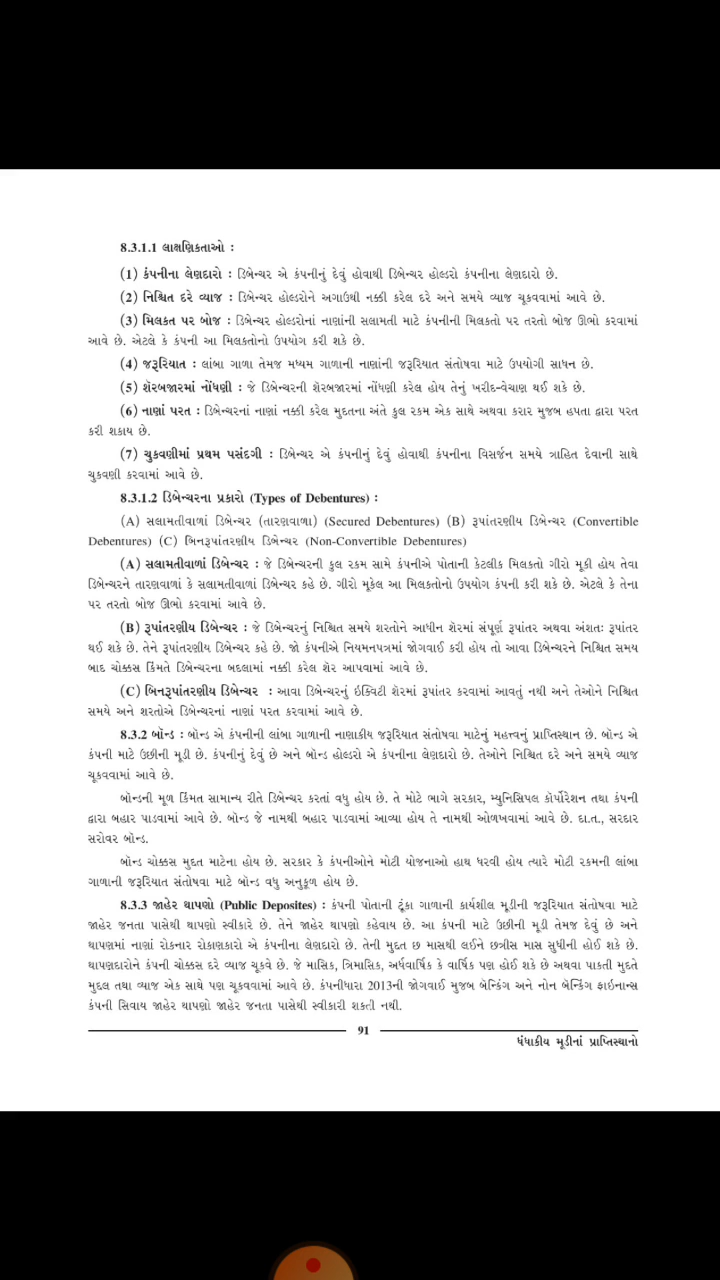 8.3.1.1 લાક્ષણિકતાઓ :
(1) કંપનીના લેણદારો : ડિબેન્ચર એ કંપનીનું દેવું હોવાથી ડિબેન્ચર હોલ્ડરો કંપનીના લેણદારો છે.
(2) નિશ્ચિત દરે વ્યાજ : ડિબેન્ચર હોલ્ડરોને અગાઉથી નક્કી કરેલ દરે અને સમયે વ્યાજ ચૂકવવામાં આવે છે.
(3) મિલકત પર બોજ : ડિબેન્ચર હોલ્ડરોનાં નાણાંની સલામતી માટે કંપનીની મિલકતો પર તરતો બોજ ઊભો કરવામાં
આવે છે. એટલે કે કંપની આ મિલકતોનો ઉપયોગ કરી શકે છે.
(4) જરૂરિયાત : લાંબા ગાળા તેમજ મધ્યમ ગાળાની નાણાંની જરૂરિયાત સંતોષવા માટે ઉપયોગી સાધન છે.
(5) શૅરબજારમાં નોંધણી : જે ડિબેન્ચરની શૅરબજારમાં નોંધણી કરેલ હોય તેનું ખરીદ-વેચાણ થઈ શકે છે.
(6) નાણાં પરત : ડિબેન્ચરનાં નાણાં નક્કી કરેલ મુદતના અંતે કુલ રકમ એક સાથે અથવા કરાર મુજબ હપતા દ્વારા પરત
કરી શકાય છે.
(7) ચુકવણીમાં પ્રથમ પસંદગી : ડિબેન્ચર એ કંપનીનું દેવું હોવાથી કંપનીના વિસર્જન સમયે ત્રાહિત દેવાની સાથે
ચુકવણી કરવામાં આવે છે.
8.3.1.2 ડિબેન્ચરના પ્રકારો (Types of Debentures) :
(A) સલામતીવાળાં ડિબેન્ચર (તારણવાળા) (Secured Debentures) (B) રૂપાંતરણીય ડિબેન્ચર (Convertible
Debentures) (C) બિનરૂપાંતરણીય ડિબેન્ચર (Non-Convertible Debentures)
(A) સલામતીવાળાં ડિબેન્ચર : જે ડિબેન્ચરની કુલ રકમ સામે કંપનીએ પોતાની કેટલીક મિલકતો ગીરો મૂકી હોય તેવા
ડિબેન્ચરને તારણવાળાં કે સલામતીવાળાં ડિબેન્ચર કહે છે. ગીરો મૂકેલ આ મિલકતોનો ઉપયોગ કંપની કરી શકે છે. એટલે કે તેના
પર તરતો બોજ ઊભો કરવામાં આવે છે.
(B) રૂપાંતરણીય ડિબેન્ચર : જે ડિબેન્ચરનું નિશ્ચિત સમયે શરતોને આધીન શૅરમાં સંપૂર્ણ રૂપાંતર અથવા અંશતઃ રૂપાંતર
થઈ શકે છે. તેને રૂપાંતરણીય ડિબેન્ચર કહે છે. જો કંપનીએ નિયમનપત્રમાં જોગવાઈ કરી હોય તો આવા ડિબેન્ચરને નિશ્ચિત સમય
બાદ ચોક્કસ કિંમતે ડિબેન્ચરના બદલામાં નક્કી કરેલ શૅર આપવામાં આવે છે.
(C) બિનરૂપાંતરણીય ડિબેન્ચર : આવા ડિબેન્ચરનું ઇક્વિટી શૅરમાં રૂપાંતર કરવામાં આવતું નથી અને તેઓને નિશ્ચિત
સમયે અને શરતોએ ડિબેન્ચરનાં નાણાં પરત કરવામાં આવે છે.
8.3.2 બૉન્ડ : બૉન્ડ એ કંપનીની લાંબા ગાળાની નાણાકીય જરૂરિયાત સંતોષવા માટેનું મહત્ત્વનું પ્રાપ્તિસ્થાન છે. બૉન્ડ એ
કંપની માટે ઉછીની મૂડી છે. કંપનીનું દેવું છે અને બૉન્ડ હોલ્ડરો એ કંપનીના લેણદારો છે. તેઓને નિશ્ચિત દરે અને સમયે વ્યાજ
ચૂકવવામાં આવે છે.
બૉન્ડની મૂળ કિંમત સામાન્ય રીતે ડિબેન્ચર કરતાં વધુ હોય છે. તે મોટે ભાગે સરકાર, મ્યુનિસિપલ કૉર્પોરેશન તથા કંપની
દ્વારા બહાર પાડવામાં આવે છે. બૉન્ડ જે નામથી બહાર પાડવામાં આવ્યા હોય તે નામથી ઓળખવામાં આવે છે. દા.ત., સરદાર
સરોવર બૉન્ડ.
બૉન્ડ ચોક્કસ મુદત માટેના હોય છે. સરકાર કે કંપનીઓને મોટી યોજનાઓ હાથ ધરવી હોય ત્યારે મોટી રકમની લાંબા
ગાળાની જરૂરિયાત સંતોષવા માટે બૉન્ડ વધુ અનુકૂળ હોય છે.
8.3.3 જાહેર થાપણો (Public Deposites) : કંપની પોતાની ટૂંકા ગાળાની કાર્યશીલ મૂડીની જરૂરિયાત સંતોષવા માટે
જાહેર જનતા પાસેથી થાપણો સ્વીકારે છે. તેને જાહેર થાપણો કહેવાય છે. આ કંપની માટે ઉછીની મૂડી તેમજ દેવું છે અને
થાપણમાં નાણાં રોકનાર રોકાણકારો એ કંપનીના લેણદારો છે. તેની મુદત છ માસથી લઈને છત્રીસ માસ સુધીની હોઈ શકે છે.
થાપણદારોને કંપની ચોક્કસ દરે વ્યાજ ચૂકવે છે. જે માસિક, ત્રિમાસિક, અર્ધવાર્ષિક કે વાર્ષિક પણ હોઈ શકે છે અથવા પાકતી મુદતે
મુદલ તથા વ્યાજ એક સાથે પણ ચૂકવવામાં આવે છે. કંપનીધારા 2013ની જોગવાઈ મુજબ બૅન્કિંગ અને નોન બૅન્કિંગ ફાઇનાન્સ
કંપની સિવાય જાહેર થાપણો જાહેર જનતા પાસેથી સ્વીકારી શકતી નથી.
91
ધંધાકીય મૂડીનાં પ્રાપ્તિસ્થાનો